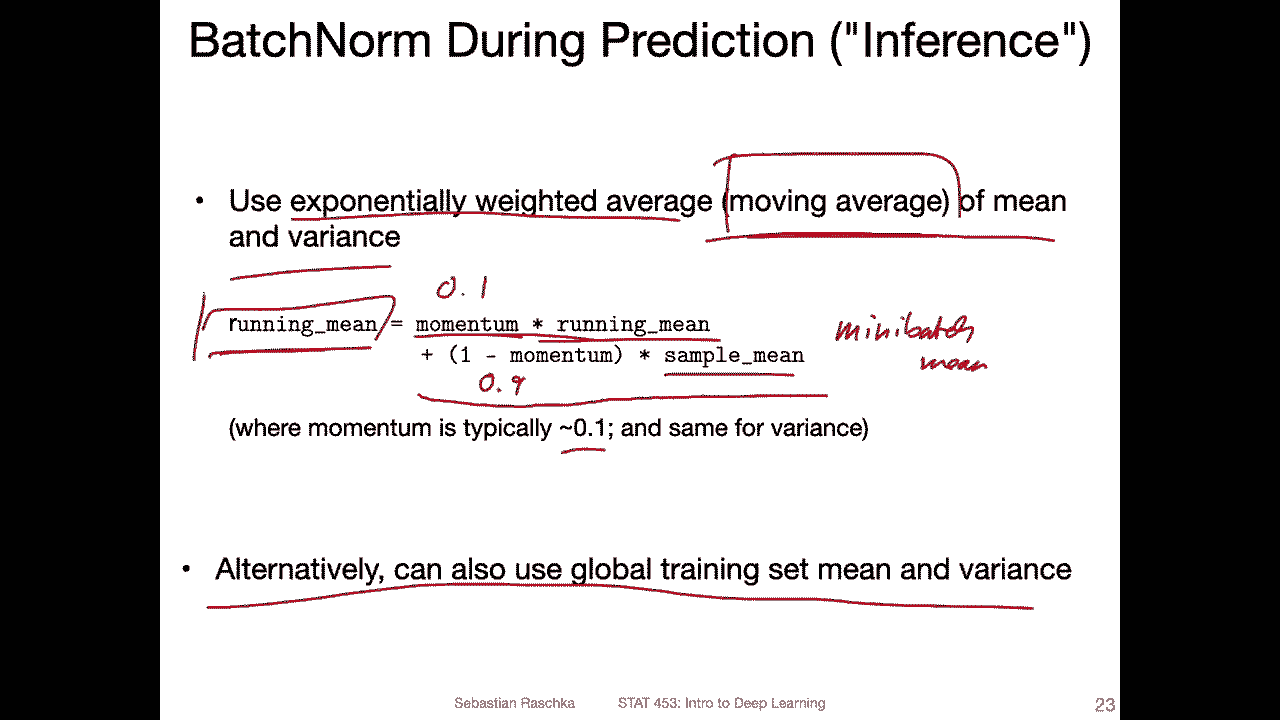 BatchNorm During Prediction ("Inference")
• Use exponentially weighted average (moving average) of mean
and variance
0.1
running_mean = momentum * running_mean
+ (1 - momentum) * sample_mean
0.9
minibatch
mean
(where momentum is typically ~0.1; and same for variance)
• Alternatively, can also use global training set mean and variance
Sebastian Raschka STAT 453: Intro to Deep Learning 23